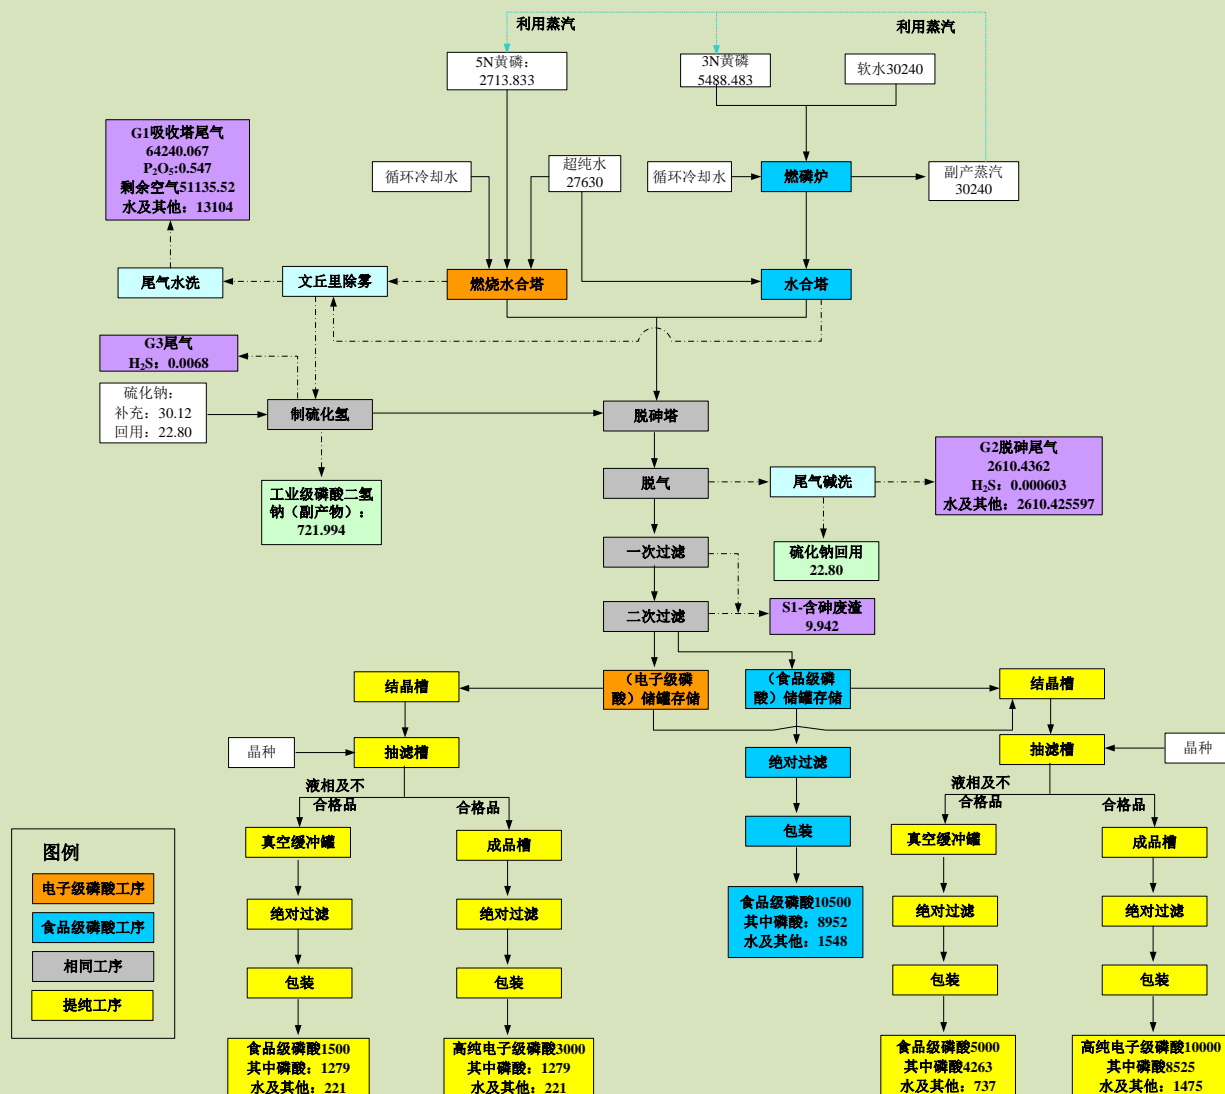 利用蒸汽
利用蒸汽
5N黄磷：
2713.833
3N黄磷
5488.483
软水30240
G1吸收塔尾气
64240.067
P₂O₅:0.547
剩余空气51135.52
水及其他：13104
循环冷却水
超纯水
27630
循环冷却水
燃磷炉
副产蒸汽
30240
尾气水洗
文丘里除雾
燃烧水合塔
水合塔
G3尾气
H₂S：0.0068
硫化钠：
补充：30.12
回用：22.80
制硫化氢
脱砷塔
工业级磷酸二氢
钠（副产物）：
721.994
脱气
尾气碱洗
G2脱砷尾气
2610.4362
H₂S：0.000603
水及其他：2610.425597
一次过滤
硫化钠回用
22.80
二次过滤
S1-含砷废渣
9.942
结晶槽
（电子级磷
酸）储罐存储
（食品级磷
酸）储罐存储
结晶槽
晶种
抽滤槽
绝对过滤
抽滤槽
晶种
液相及不
合格品
合格品
液相及不
合格品
合格品
真空缓冲罐
成品槽
包装
真空缓冲罐
成品槽
绝对过滤
绝对过滤
食品级磷酸10500
其中磷酸：8952
水及其他：1548
绝对过滤
绝对过滤
包装
包装
包装
包装
食品级磷酸1500
其中磷酸：1279
水及其他：221
高纯电子级磷酸3000
其中磷酸：1279
水及其他：221
食品级磷酸5000
其中磷酸4263
水及其他：737
高纯电子级磷酸10000
其中磷酸8525
水及其他：1475
图例
电子级磷酸工序
食品级磷酸工序
相同工序
提纯工序